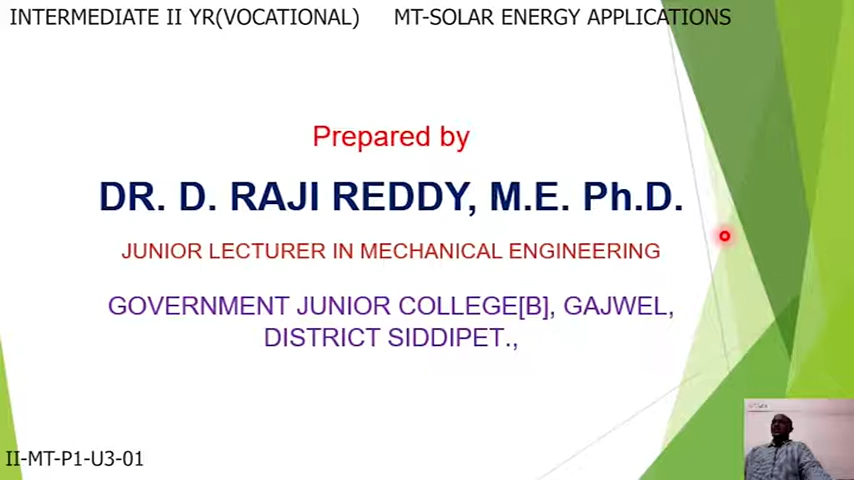 INTERMEDIATE II YR(VOCATIONAL) MT-SOLAR ENERGY APPLICATIONS
Prepared by
DR. D. RAJI REDDY, M.E. Ph.D.
JUNIOR LECTURER IN MECHANICAL ENGINEERING
GOVERNMENT JUNIOR COLLEGE[B], GAJWEL,
DISTRICT SIDDIPET.,
II-MT-P1-U3-01